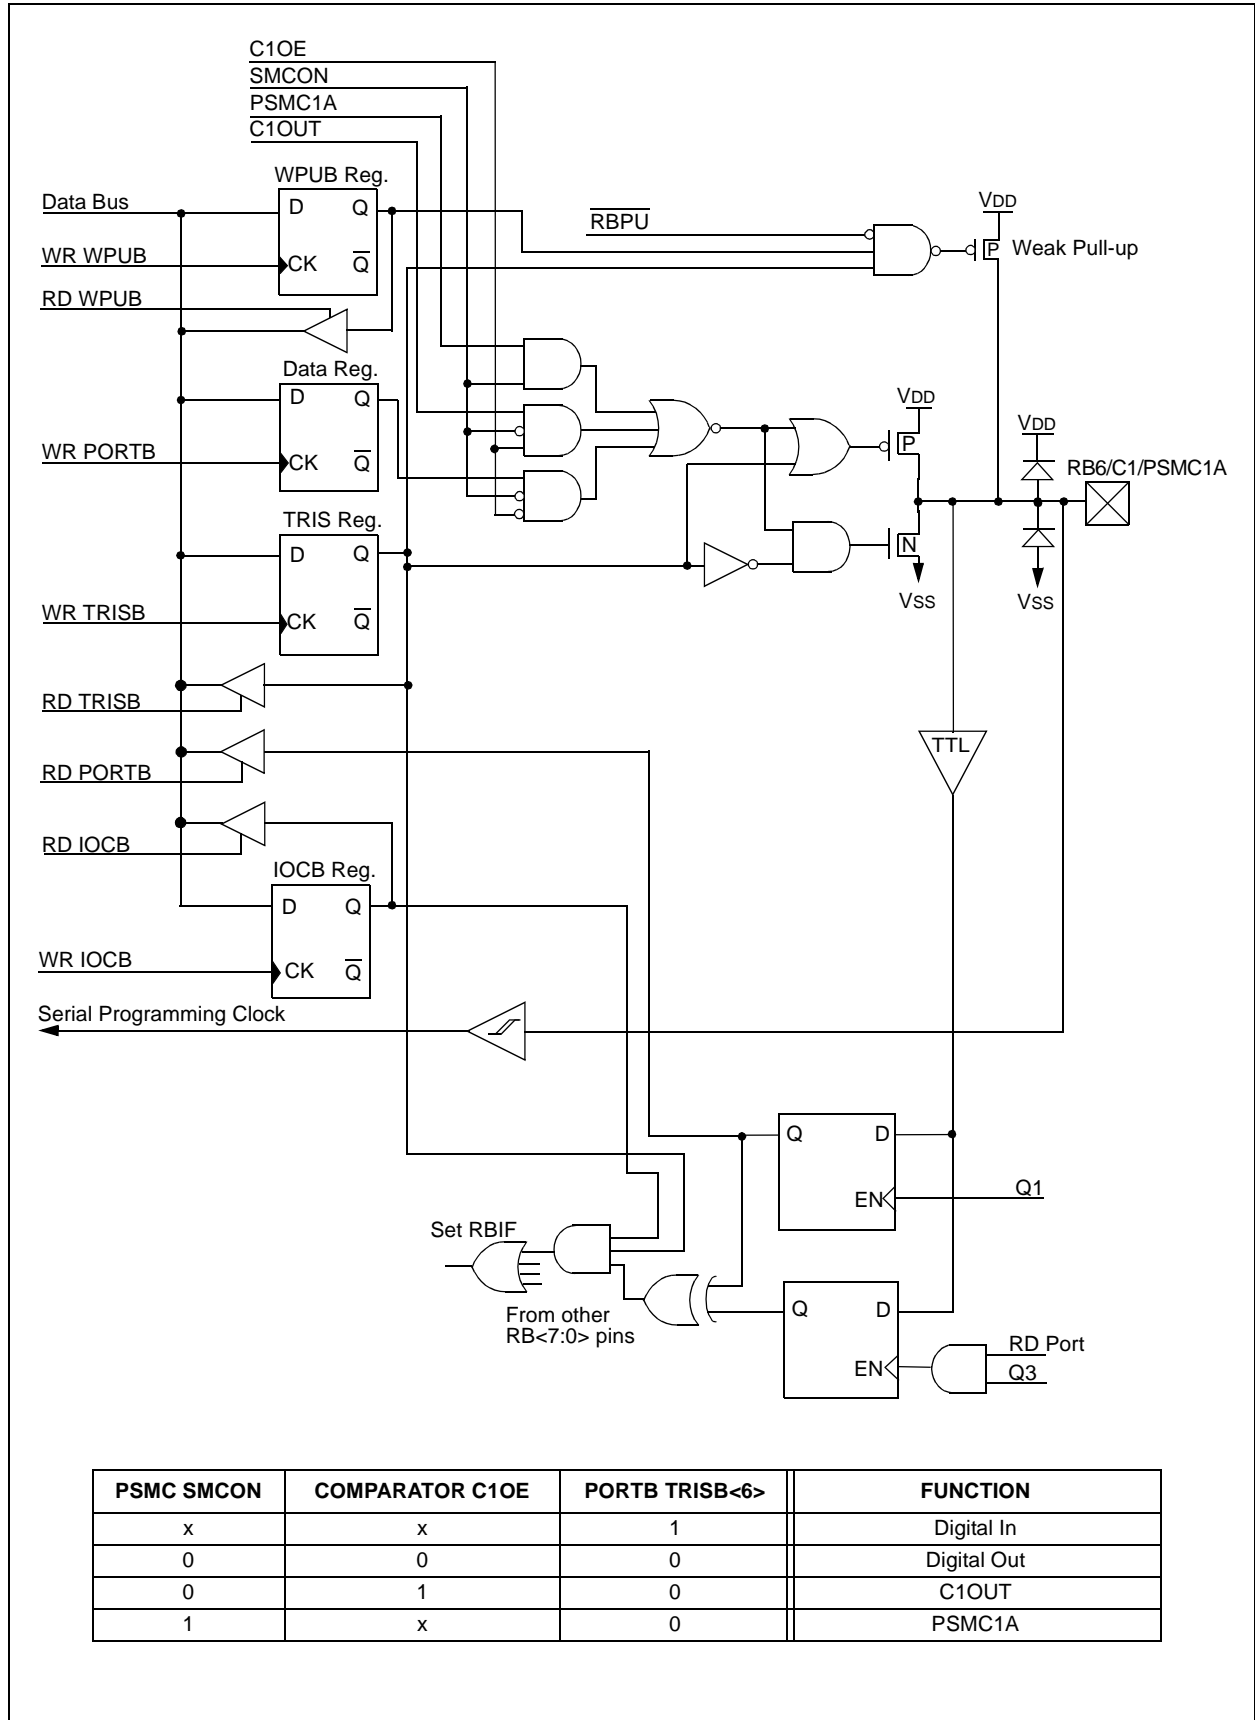 C1OE
SMCON
PSMC1A
C1OUT
WPUB Reg.
Data Bus
D Q
RBPU
VDD
WR WPUB
CK Q
P
Weak Pull-up
RD WPUB
Data Reg.
D Q
VDD
P
VDD
WR PORTB
CK Q
RB6/C1/PSMC1A
TRIS Reg.
D Q
N
VSS
VSS
WR TRISB
CK Q
RD TRISB
TTL
RD PORTB
RD IOCB
IOCB Reg.
D Q
WR IOCB
CK Q
Serial Programming Clock
Q D
EN
Q1
Set RBIF
From other
RB<7:0> pins
Q D
EN
RD Port
Q3
PSMC SMCON COMPARATOR C1OE PORTB TRISB<6> FUNCTION
x x 1 Digital In
0 0 0 Digital Out
0 1 0 C1OUT
1 x 0 PSMC1A